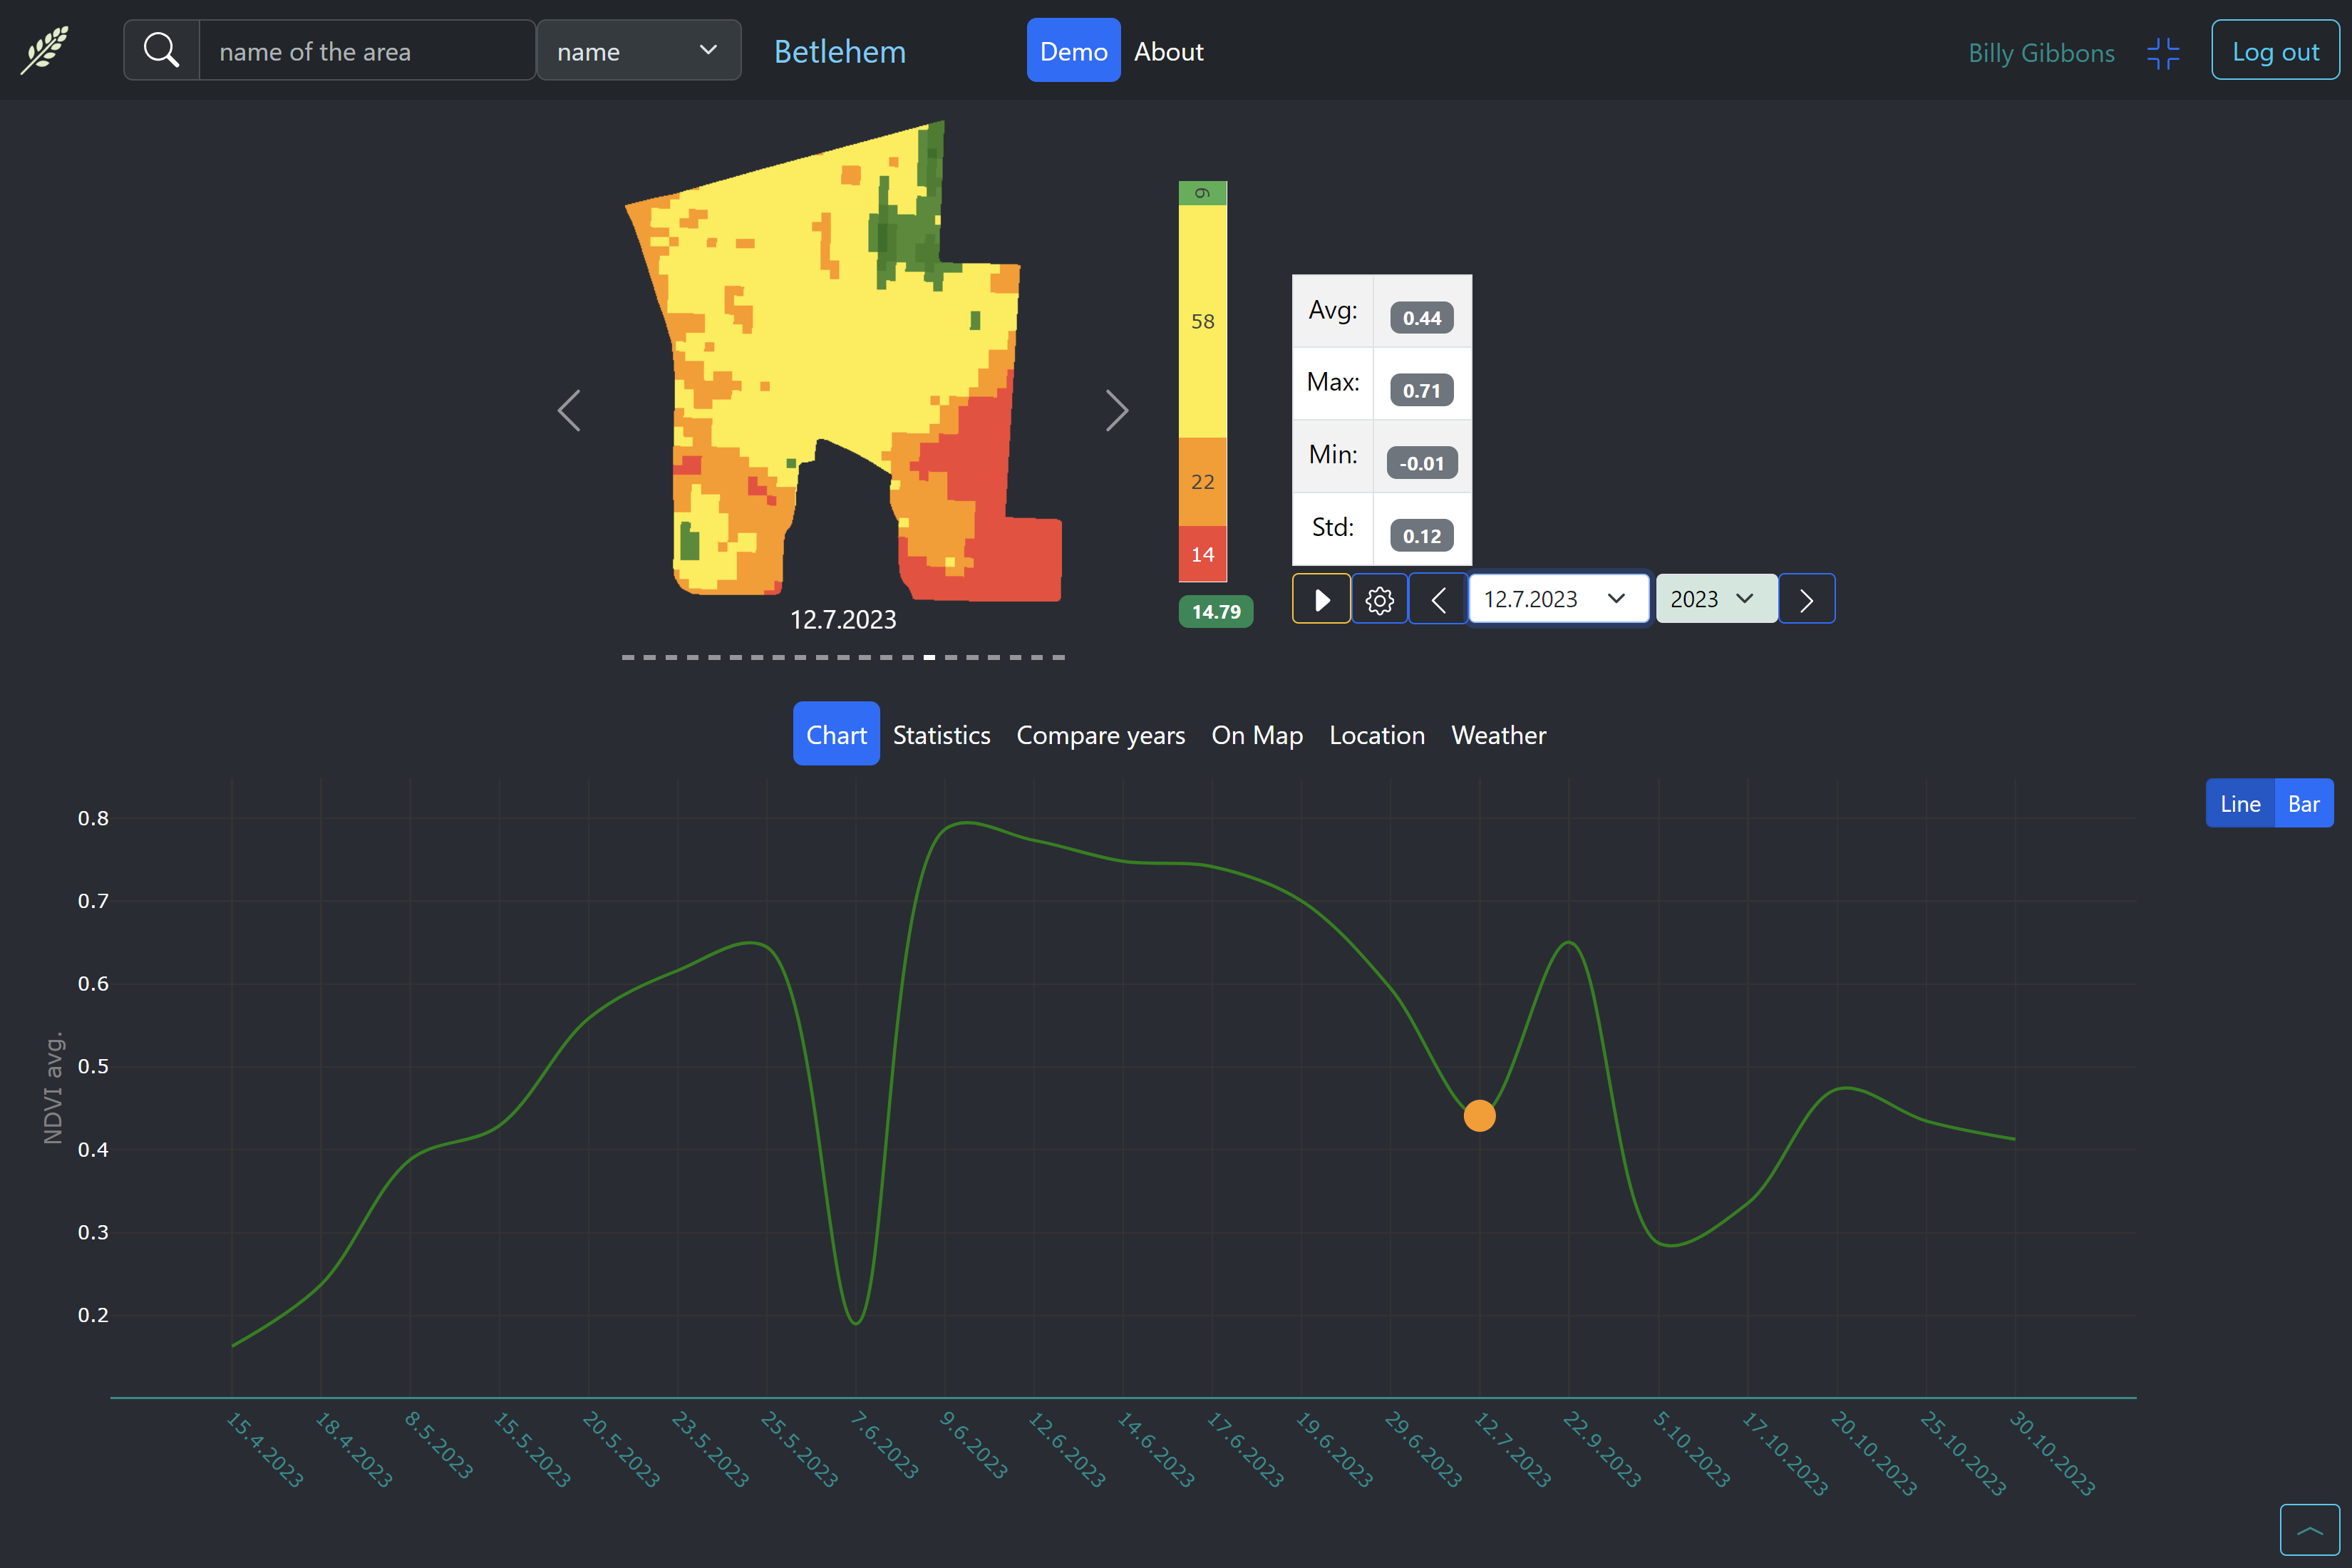 name of the area
name
Betlehem
Demo
About
Billy Gibbons
Log out
6
58
22
14
14.79
Avg:
0.44
Max:
0.71
Min:
-0.01
Std:
0.12
12.7.2023
2023
12.7.2023
Chart
Statistics
Compare years
On Map
Location
Weather
Line
Bar
NDVI avg.
0.8
0.7
0.6
0.5
0.4
0.3
0.2
15.4.2023
18.4.2023
8.5.2023
15.5.2023
20.5.2023
23.5.2023
25.5.2023
7.6.2023
9.6.2023
12.6.2023
14.6.2023
17.6.2023
19.6.2023
29.6.2023
12.7.2023
22.9.2023
5.10.2023
17.10.2023
20.10.2023
25.10.2023
30.10.2023